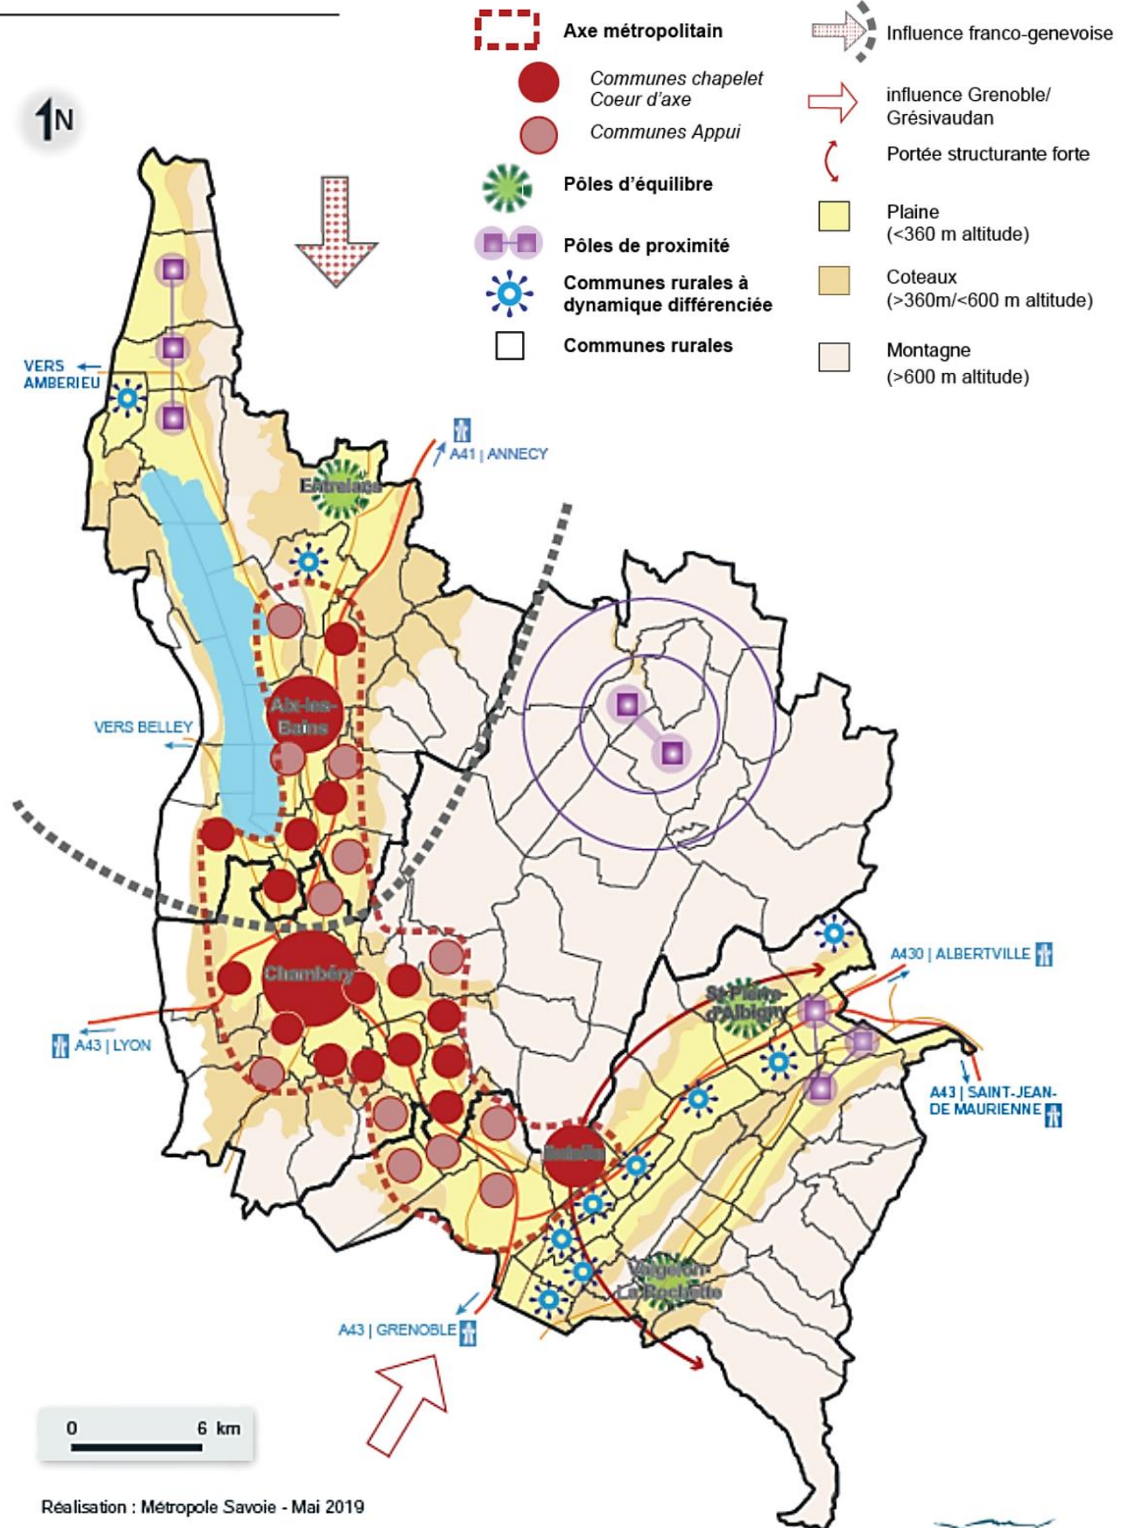 Axe métropolitain
Communes chapelet
Coeur d'axe
Communes Appui
Pôles d'équilibre
Pôles de proximité
Communes rurales à
dynamique différenciée
Communes rurales
Influence franco-genevoise
influence Grenoble/
Grésivaudan
Portée structurante forte
Plaine
(<360 m altitude)
Coteaux
(>360m/<600 m altitude)
Montagne
(>600 m altitude)
1N
VERS
AMBERIEU
A41 | ANNECY
Entrelacs
Aix-les-
Bains
VERS BELLEY
Chambéry
A43 | LYON
A430 | ALBERTVILLE
St-Pierre-
d'Albigny
A43 | SAINT-JEAN-
DE MAURIENNE
Valgelon-
La Rochette
A43 | GRENOBLE
0 6 km
Réalisation : Métropole Savoie - Mai 2019